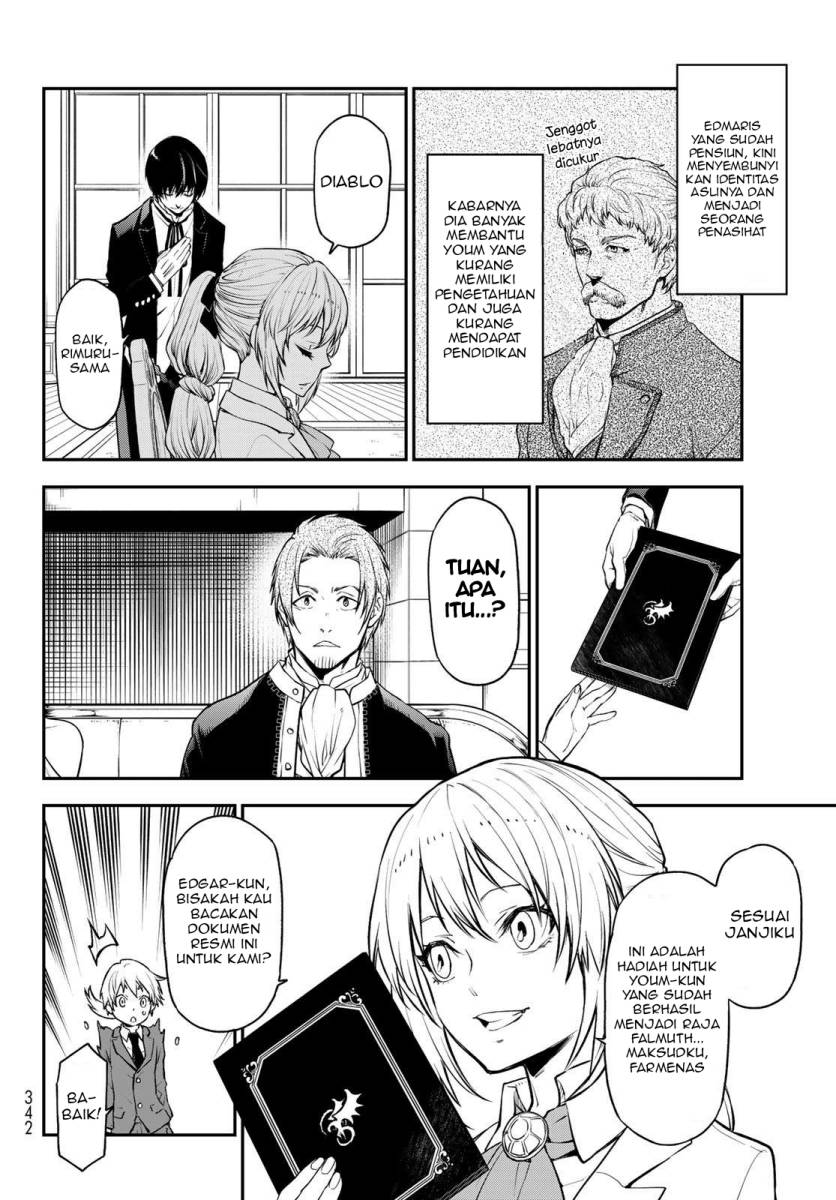 EDMARIS
YANG SUDAH
PENSIUN, KINI
MENYEMBUNYI
KAN IDENTITAS
ASLINYA DAN
MENJADI
SEORANG
PENASIHAT
Jenggot
lebatnya
dicukur
KABARNYA
DIA BANYAK
MEMBANTU
YOUM YANG
KURANG
MEMILIKI
PENGETAHUAN
DAN JUGA
KURANG
MENDAPAT
PENDIDIKAN
DIABLO
BAIK,
RIMURU-
SAMA
TUAN,
APA
ITU...?
SESUAI
JANJIKU
INI ADALAH
HADIAH UNTUK
YOUM-KUN
YANG SUDAH
BERHASIL
MENJADI RAJA
FALMUTH...
MAKSUDKU,
FARMENAS
EDGAR-KUN,
BISAKAH KAU
BACAKAN
DOKUMEN
RESMI INI
UNTUK KAMI?
BA-
BAIK!
342